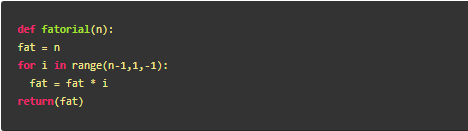 def fatorial(n):
fat = n
for i in range(n-1,1,-1):
  fat = fat * i
return(fat)